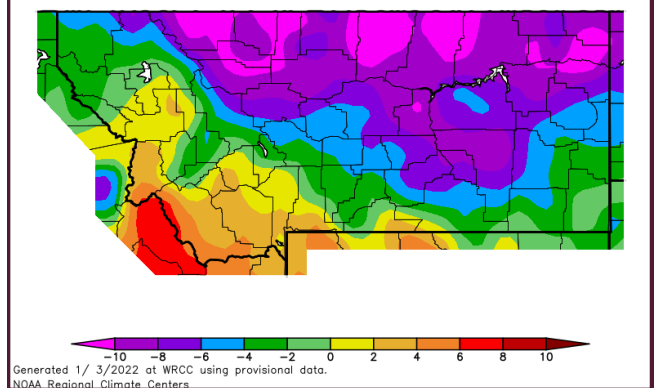 -10 -8 -6 -4 -2 0 2 4 6 8 10
Generated 1/ 3/2022 at WRCC using provisional data.
NOAA Regional Climate Centers